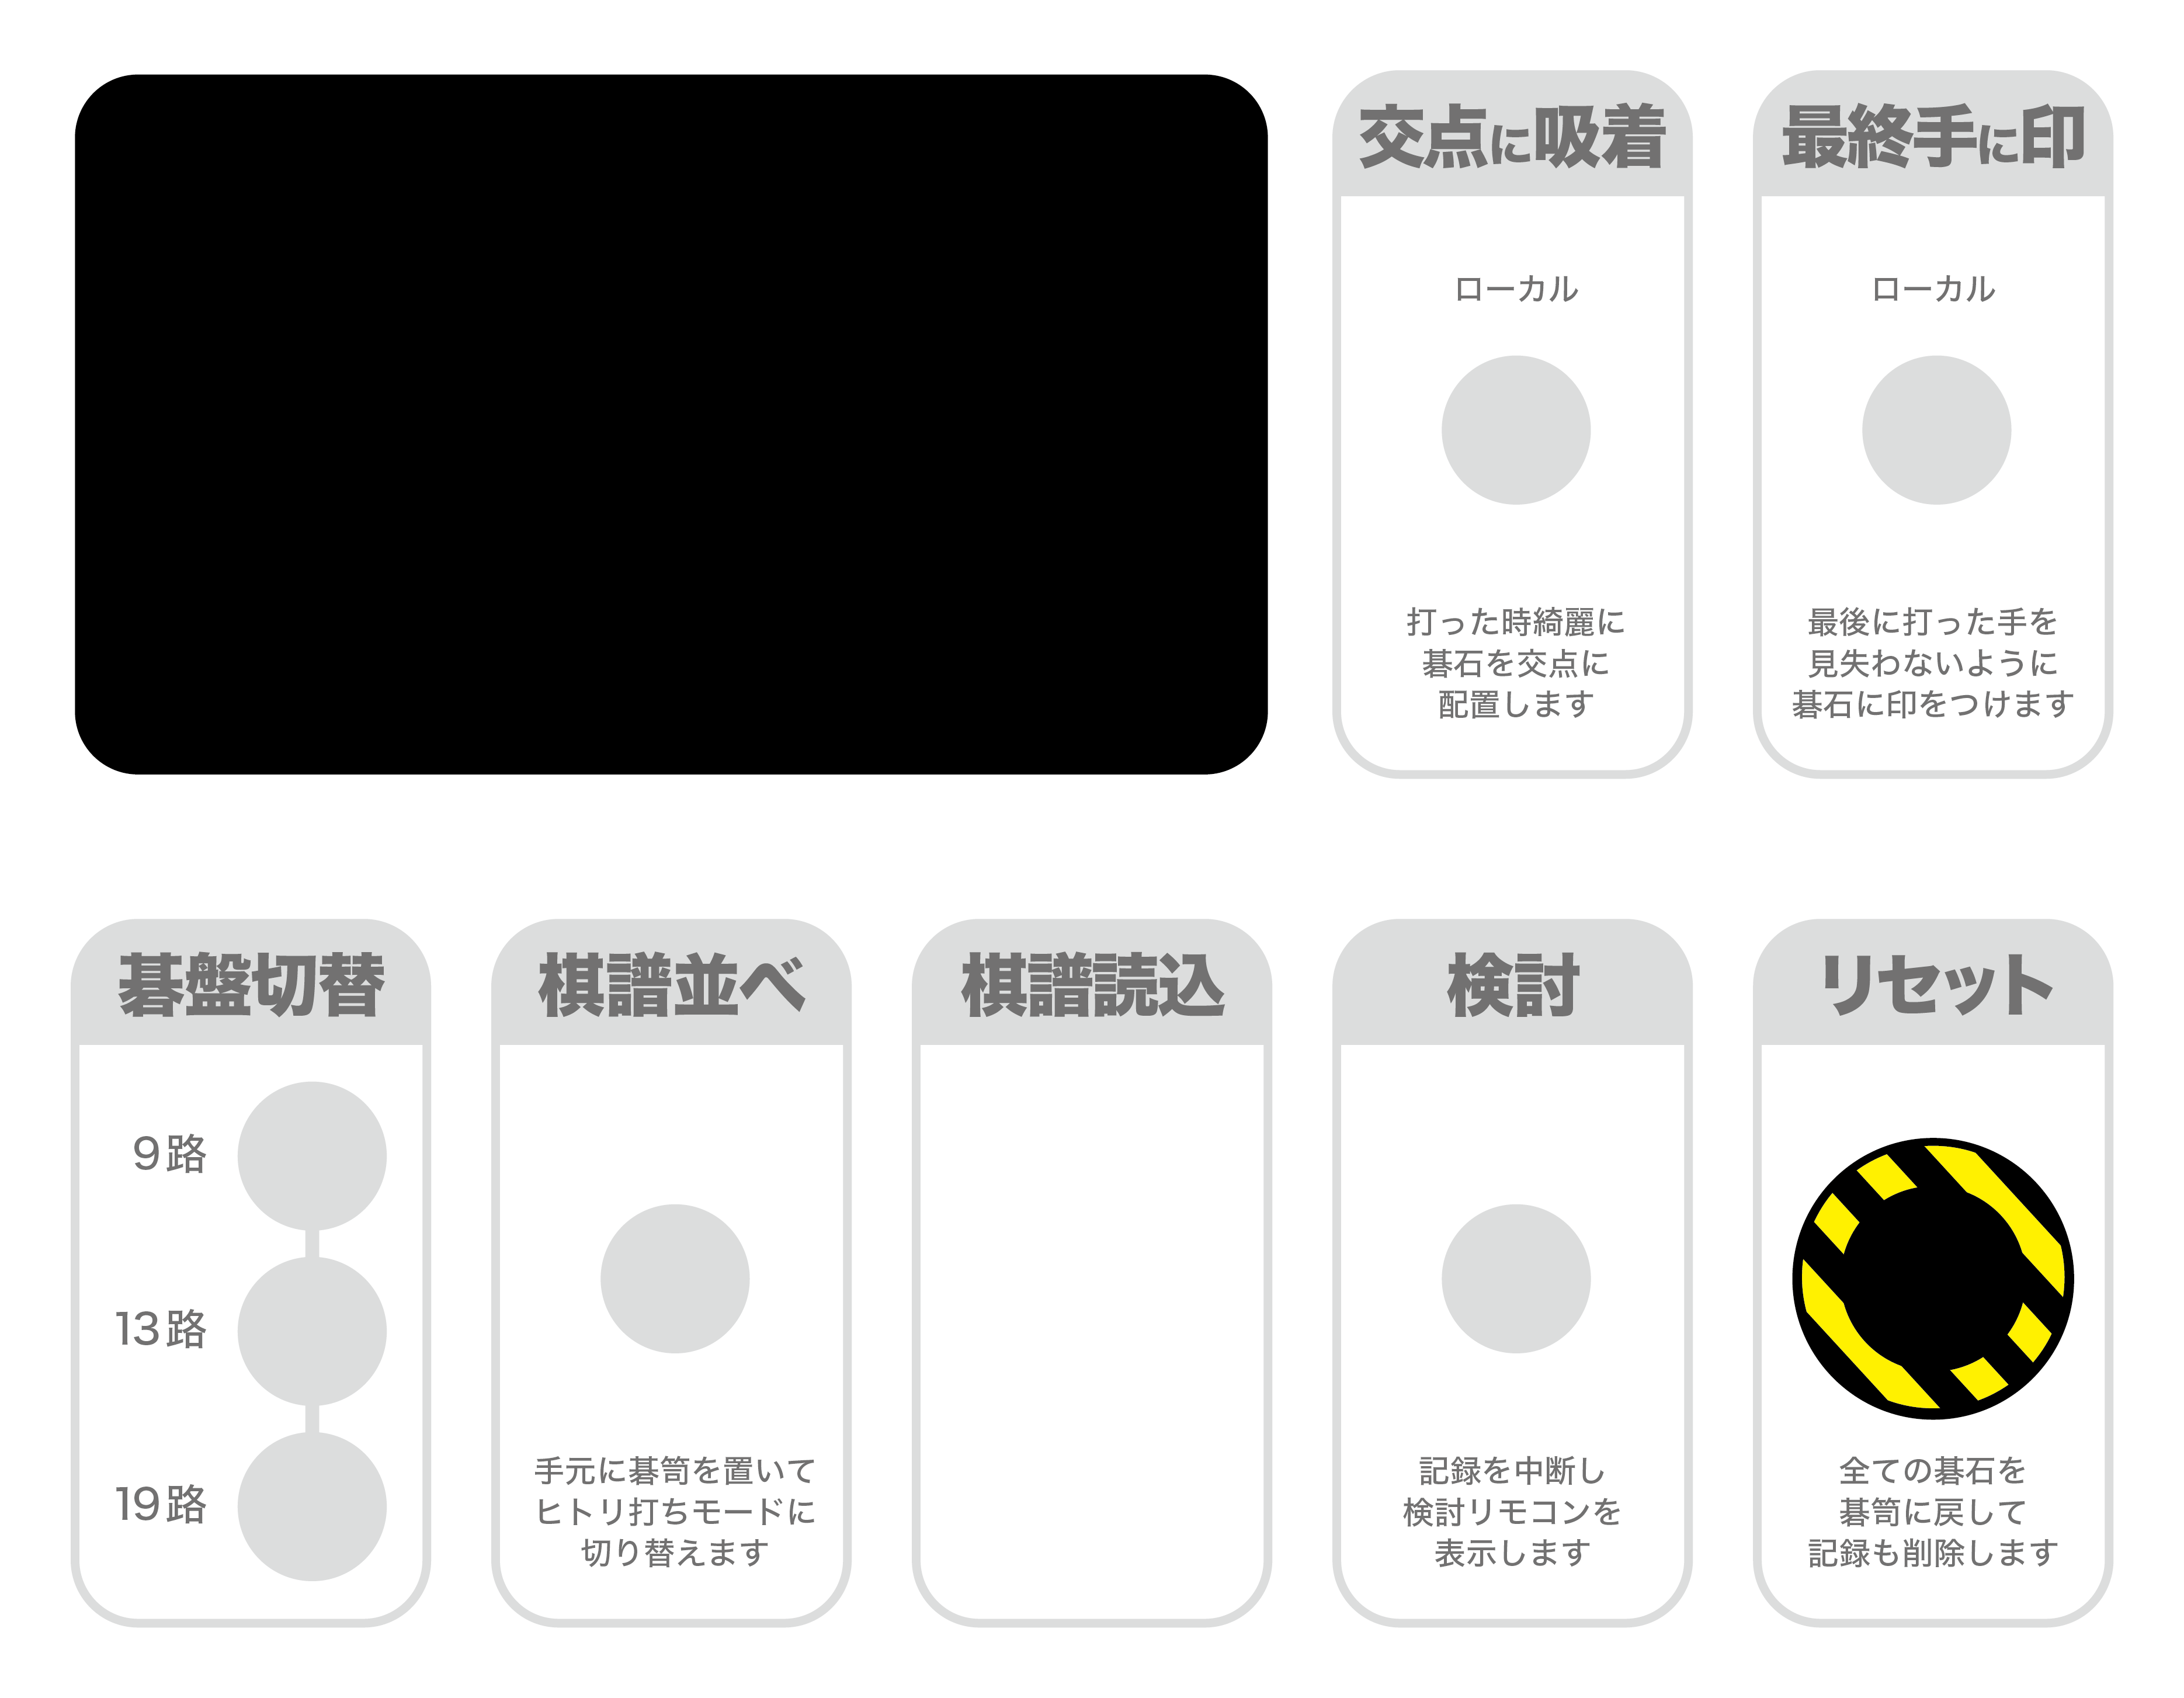 交点に吸着
ローカル
打った時綺麗に
碁石を交点に
配置します
最終手に印
ローカル
最後に打った手を
見失わないように
碁石に印をつけます
碁盤切替
9路
13路
19路
棋譜並べ
手元に碁笥を置いて
ヒトリ打ちモードに
切り替えます
棋譜読込
検討
記録を中断し
検討リモコンを
表示します
リセット
全ての碁石を
碁笥に戻して
記録も削除します